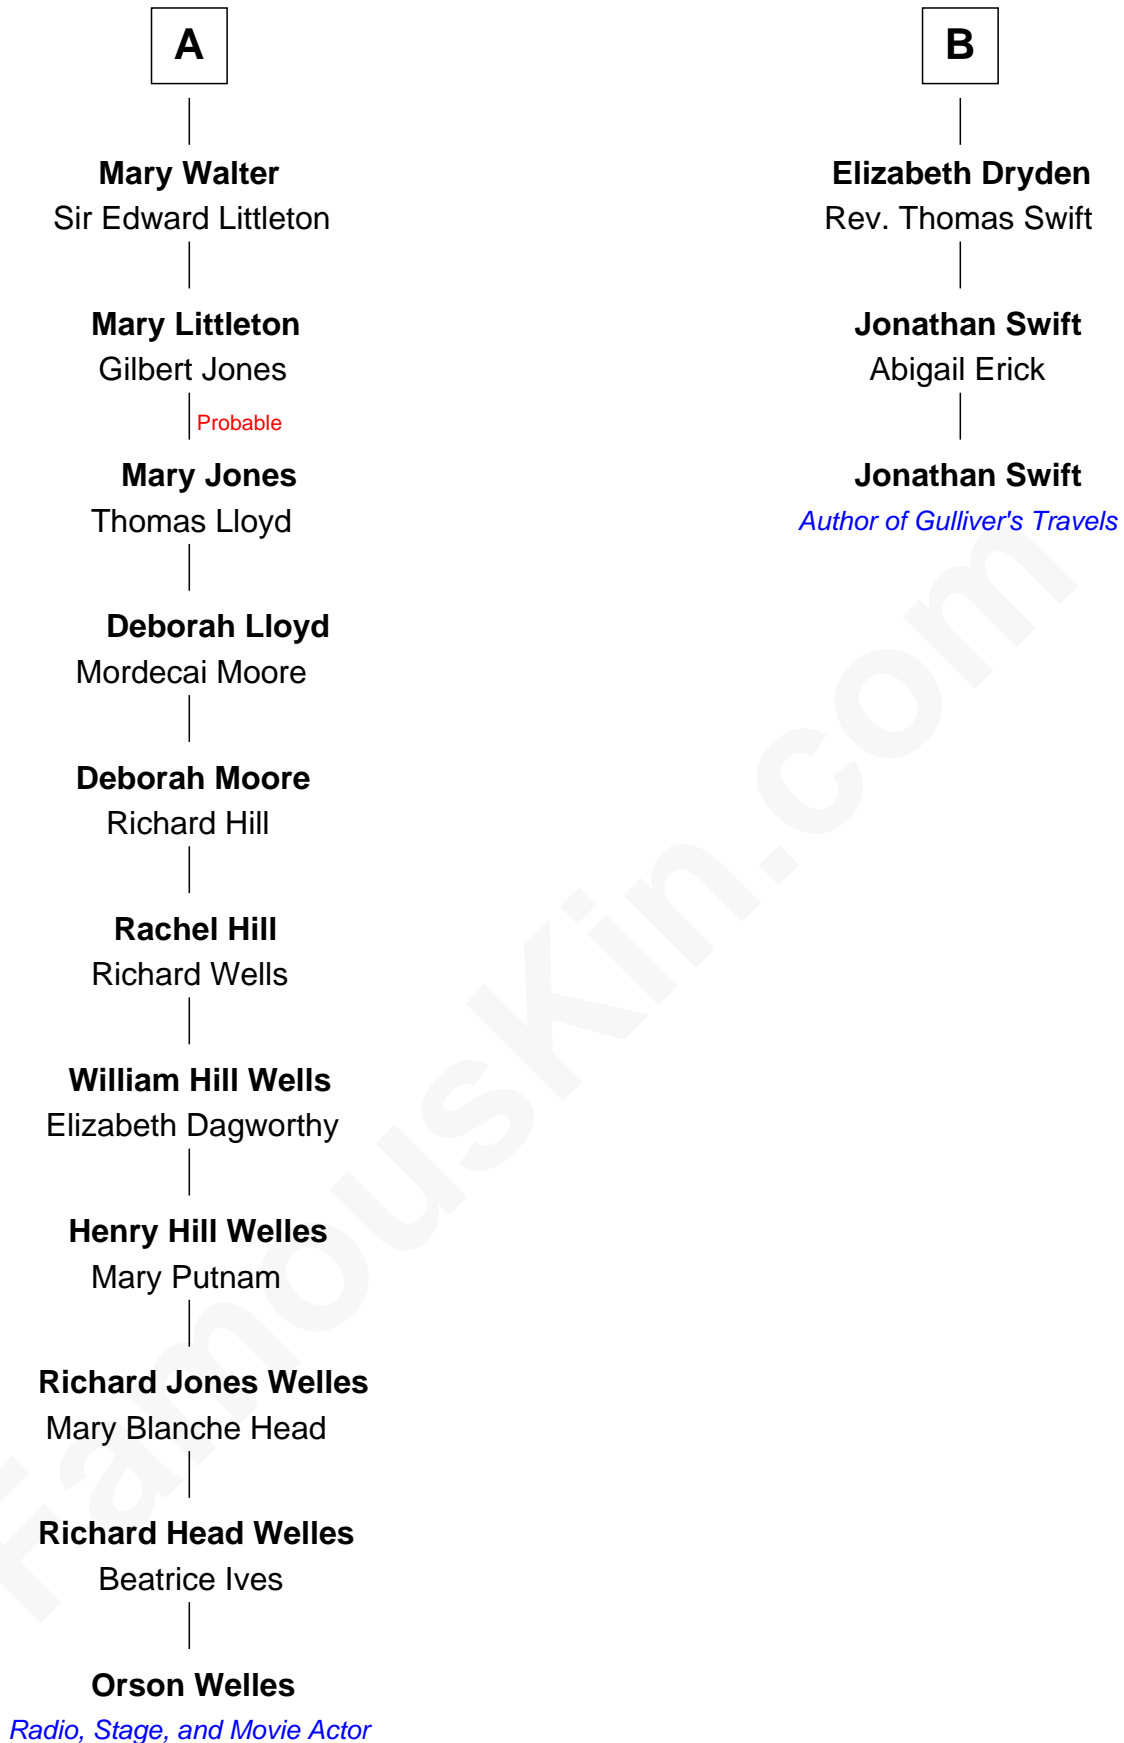 A
Mary Walter
Sir Edward Littleton
Mary Littleton
Gilbert Jones
Probable
Mary Jones
Thomas Lloyd
Deborah Lloyd
Mordecai Moore
Deborah Moore
Richard Hill
Rachel Hill
Richard Wells
William Hill Wells
Elizabeth Dagworthy
Henry Hill Welles
Mary Putnam
Richard Jones Welles
Mary Blanche Head
Richard Head Welles
Beatrice Ives
Orson Welles
Radio, Stage, and Movie Actor
B
Elizabeth Dryden
Rev. Thomas Swift
Jonathan Swift
Abigail Erick
Jonathan Swift
Author of Gulliver's Travels
FamousKin.com